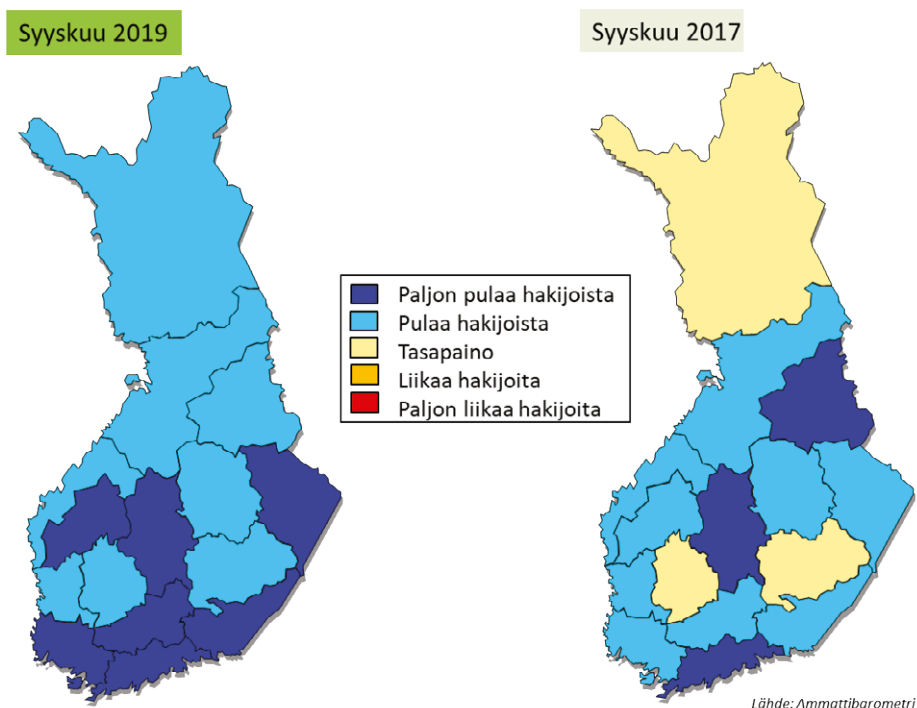 Syyskuu 2019
Syyskuu 2017
Paljon pulaa hakijoista
Pulaa hakijoista
Tasapaino
Liikaa hakijoita
Paljon liikaa hakijoita
Lähde: Ammattibarometri